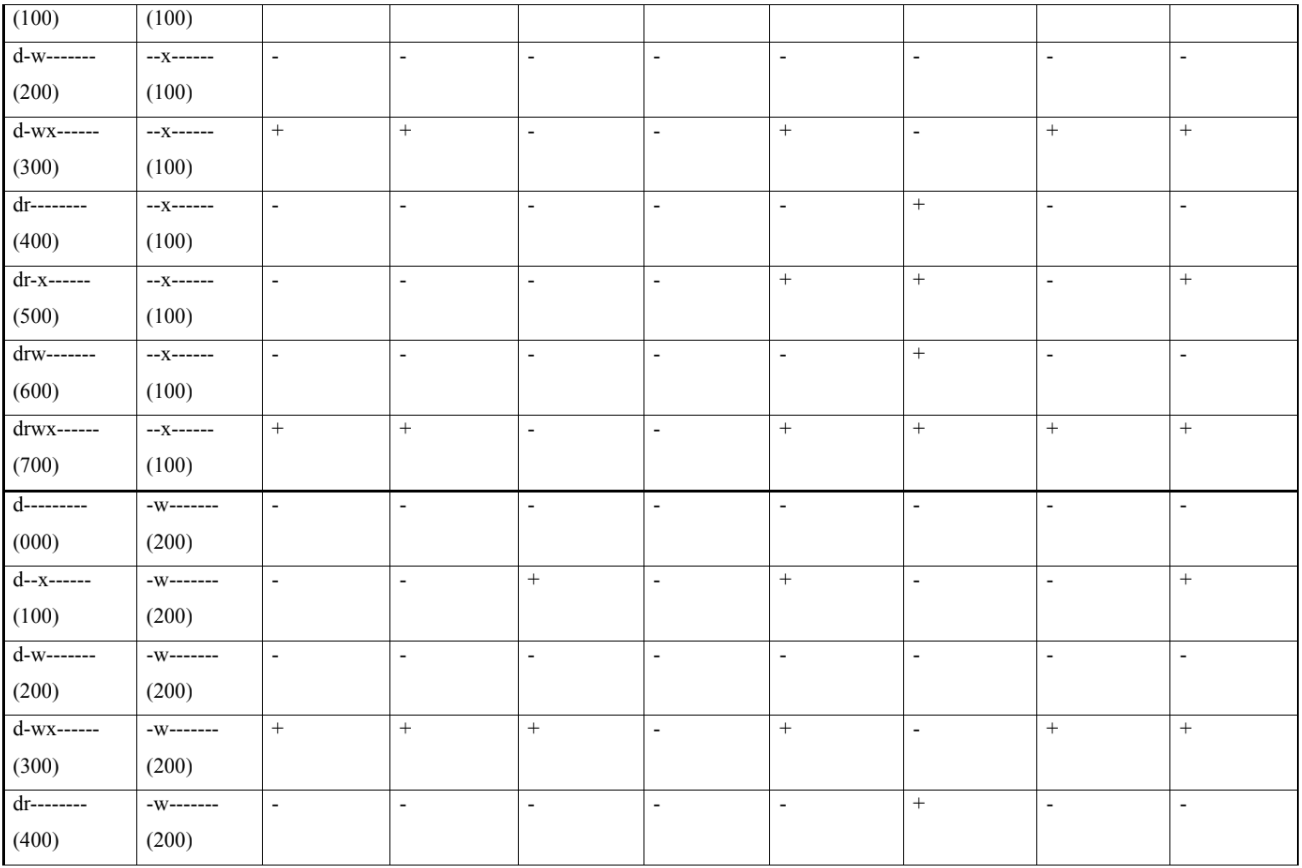 (100) (100)
d-w------- --x------ - - - - - - - -
(200) (100)
d-wx------ --x------ + + - - + - + +
(300) (100)
dr-------- --x------ - - - - - + - -
(400) (100)
dr-x------ --x------ - - - - + + - +
(500) (100)
drw------- --x------ - - - - - + - -
(600) (100)
drwx------ --x------ + + - - + + + +
(700) (100)
d--------- -w------- - - - - - - - -
(000) (200)
d--x------ -w------- - - + - + - - +
(100) (200)
d-w------- -w------- - - - - - - - -
(200) (200)
d-wx------ -w------- + + + - + - + +
(300) (200)
dr-------- -w------- - - - - - + - -
(400) (200)